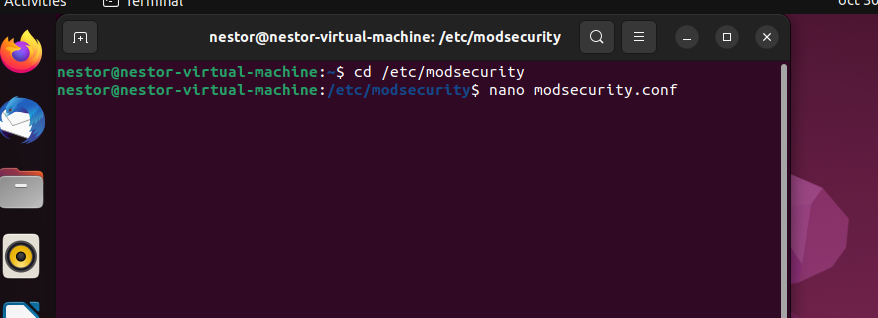 Activities
Terminal
Oct 30
nestor@nestor-virtual-machine: /etc/modsecurity
nestor@nestor-virtual-machine:~$ cd /etc/modsecurity
nestor@nestor-virtual-machine:/etc/modsecurity$ nano modsecurity.conf